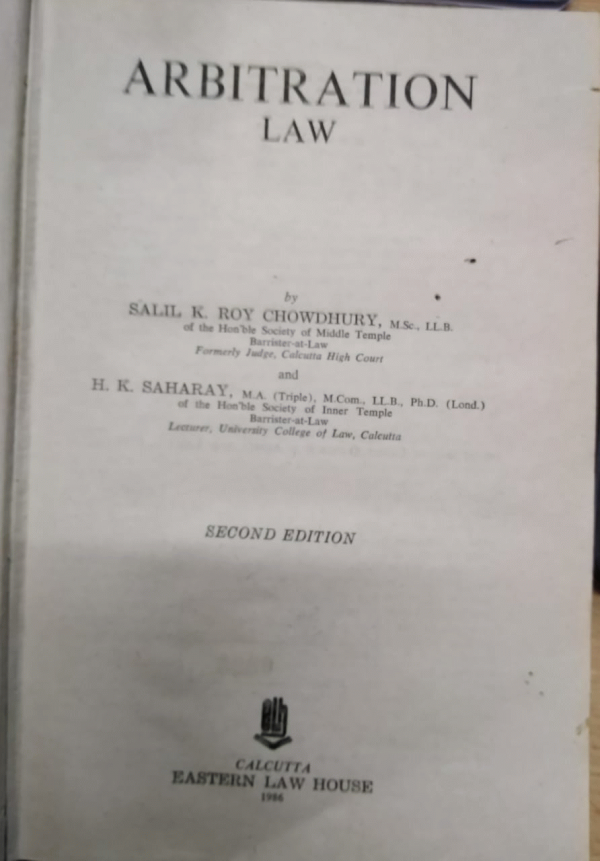 ARBITRATION
LAW
by
SALIL K. ROY CHOWDHURY, M.Sc., LL.B.
of the Hon'ble Society of Middle Temple
Barrister-at-Law
Formerly Judge, Calcutta High Court
and
H. K. SAHARAY, M.A. (Triple), M.Com., LL.B., Ph.D. (Lond.)
of the Hon'ble Society of Inner Temple
Barrister-at-Law
Lecturer, University College of Law, Calcutta
SECOND EDITION
elh
CALCUTTA
EASTERN LAW HOUSE
1986